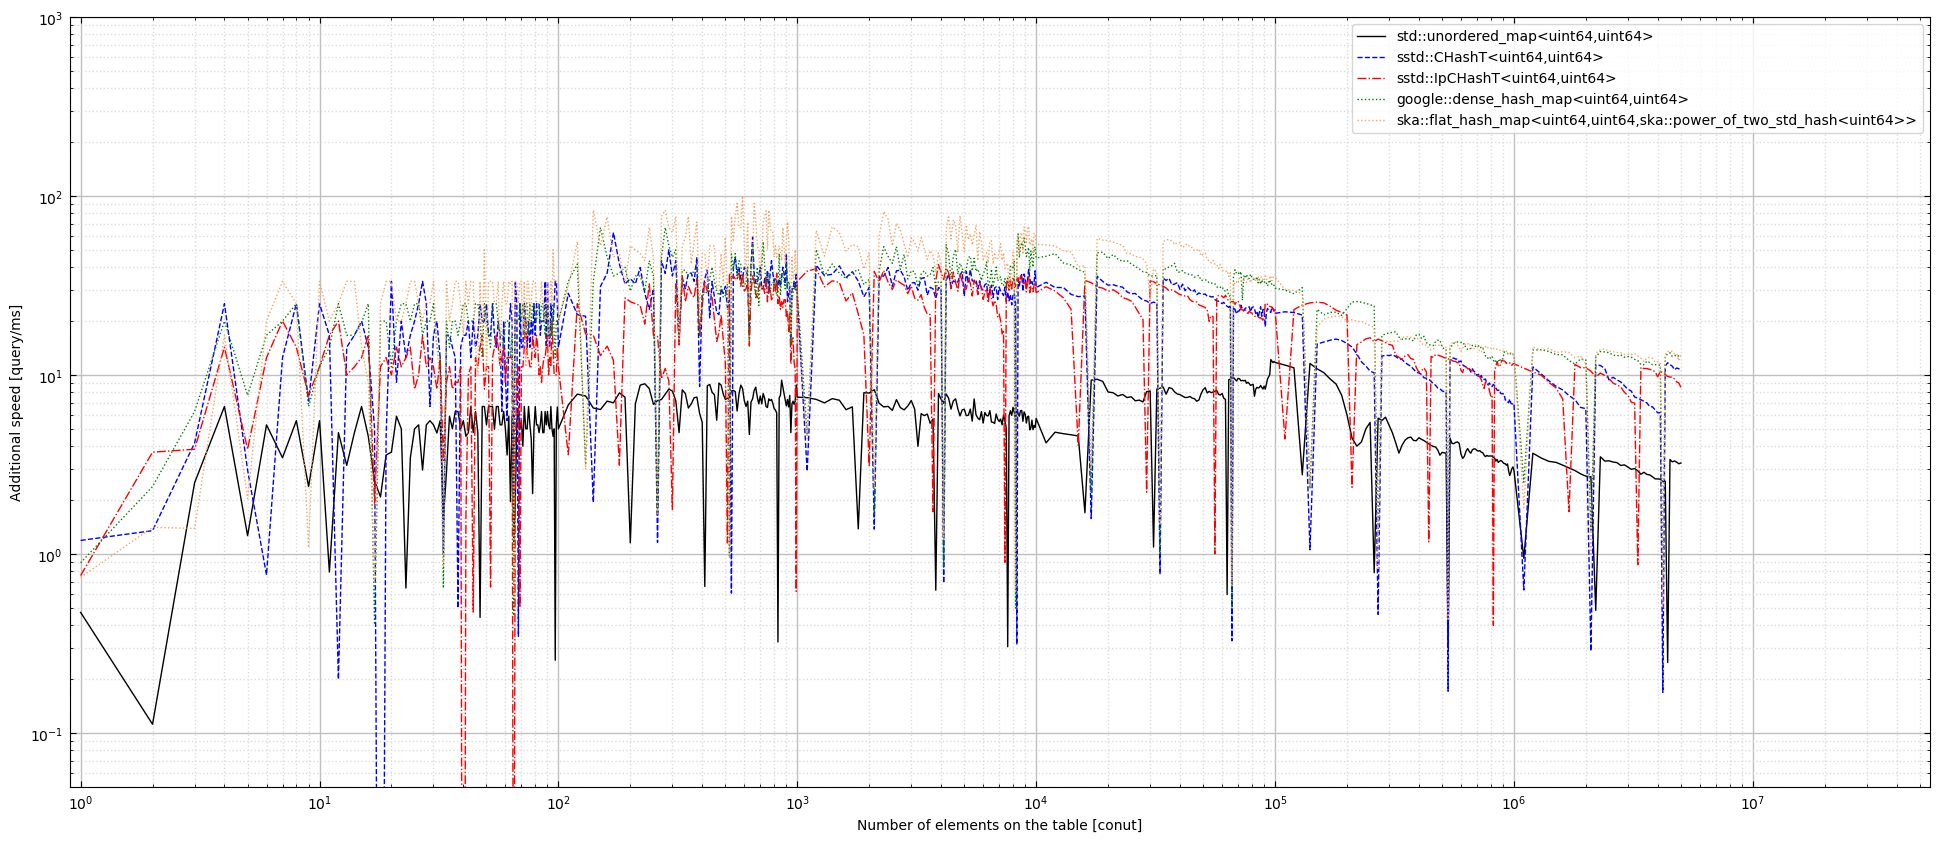 std::unordered_map<uint64,uint64>
sstd::CHashT<uint64,uint64>
sstd::IpCHashT<uint64,uint64>
google::dense_hash_map<uint64,uint64>
ska::flat_hash_map<uint64,uint64,ska::power_of_two_std_hash<uint64>>
Additional speed [query/ms]
10³
10²
10¹
10⁰
10⁻¹
10⁰ 10¹ 10² 10³ 10⁴ 10⁵ 10⁶ 10⁷
Number of elements on the table [conut]